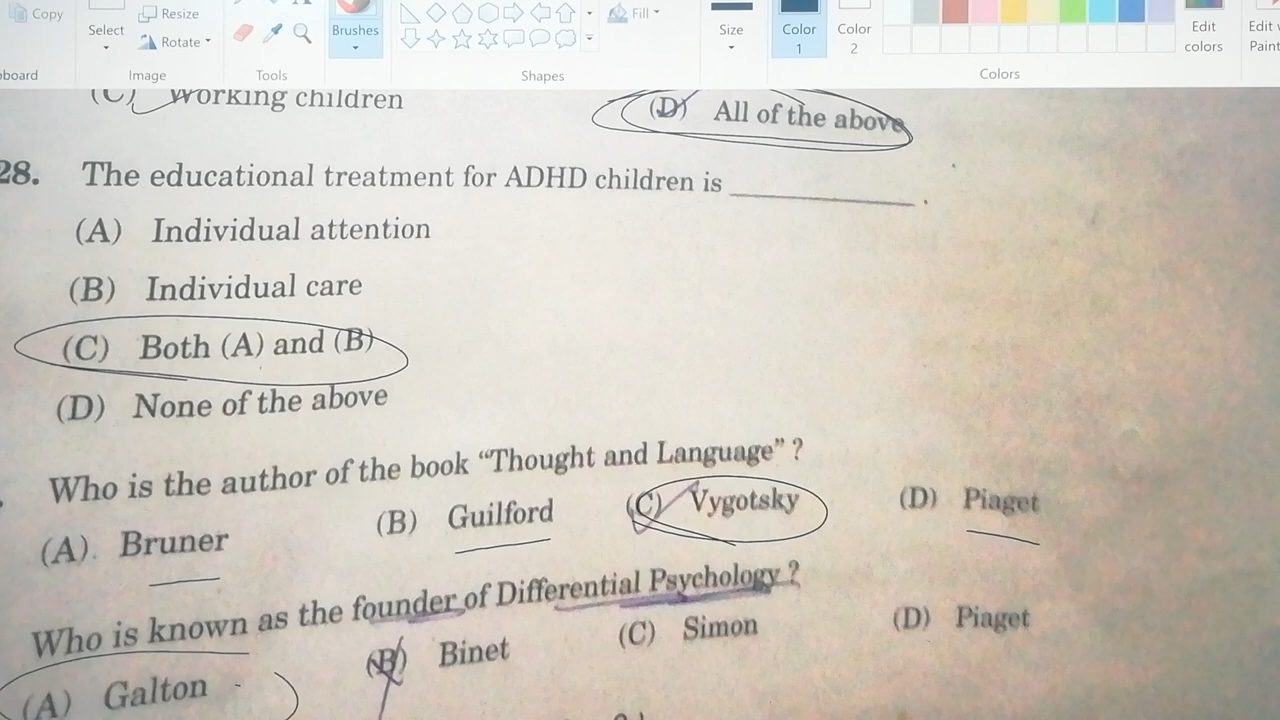 Copy
Resize
Fill
Select
Rotate
Brushes
Size
Color 1
Color 2
Edit colors
Image
Tools
Shapes
Colors
(C) Working children (D) All of the above
28. The educational treatment for ADHD children is ________ .
(A) Individual attention
(B) Individual care
(C) Both (A) and (B)
(D) None of the above
Who is the author of the book “Thought and Language” ?
(A). Bruner (B) Guilford (C) Vygotsky (D) Piaget
Who is known as the founder of Differential Psychology ?
(A) Galton (B) Binet (C) Simon (D) Piaget